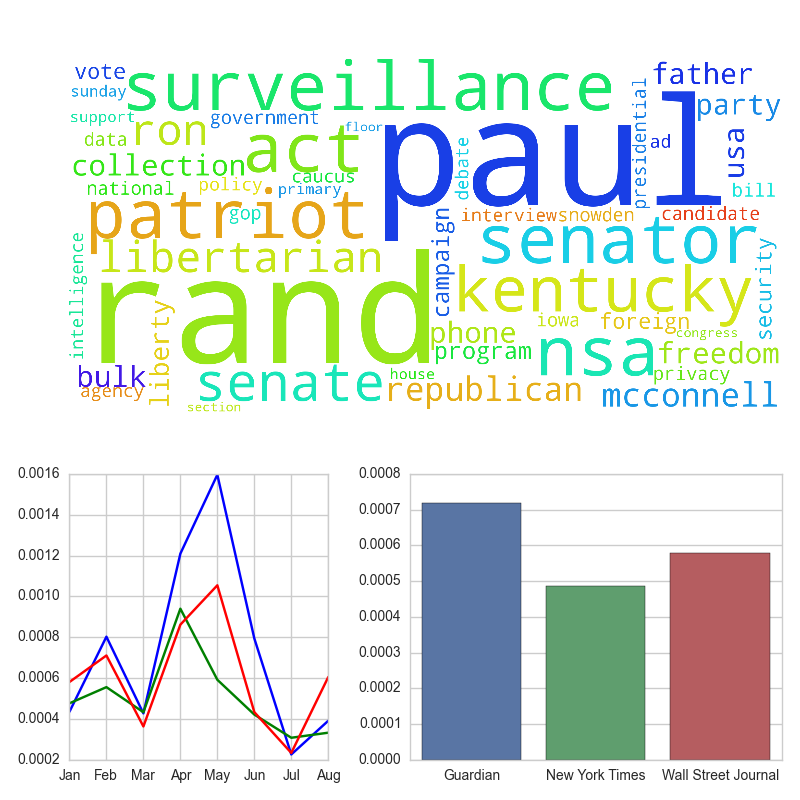 vote
surveillance
father
sunday
party
support
ron
government
presidential
ad
usa
data
act
floor
paul
debate
collection
caucus
national
policy
primary
bill
patriot
gop
interview
snowden
candidate
campaign
senator
libertarian
security
intelligence
rand
kentucky
liberty
phone
iowa
foreign
congress
program
nsa
freedom
bulk
senate
house
privacy
agency
republican
mcconnell
section
0.0016
0.0014
0.0012
0.0010
0.0008
0.0006
0.0004
0.0002
Jan Feb Mar Apr May Jun Jul Aug
0.0008
0.0007
0.0006
0.0005
0.0004
0.0003
0.0002
0.0001
0.0000
Guardian New York Times Wall Street Journal